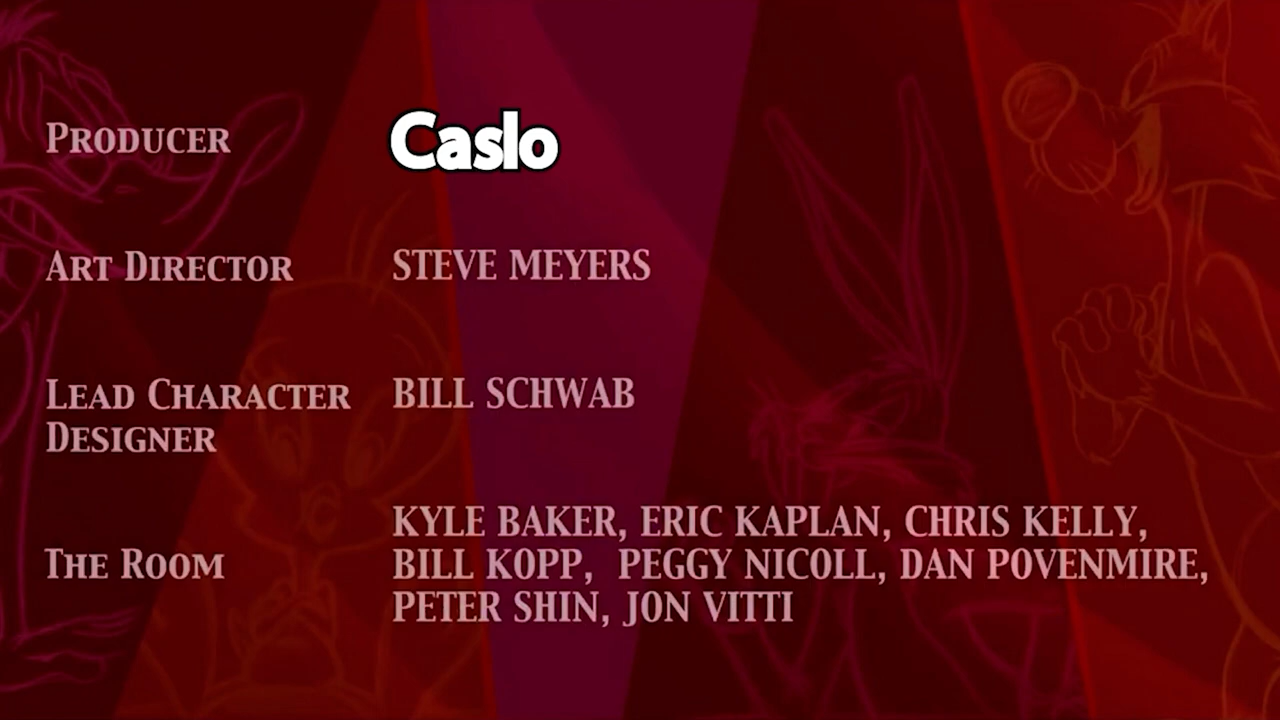 PRODUCER Caslo
ART DIRECTOR STEVE MEYERS
LEAD CHARACTER DESIGNER BILL SCHWAB
THE ROOM KYLE BAKER, ERIC KAPLAN, CHRIS KELLY,
BILL KOPP, PEGGY NICOLL, DAN POVENMIRE,
PETER SHIN, JON VITTI